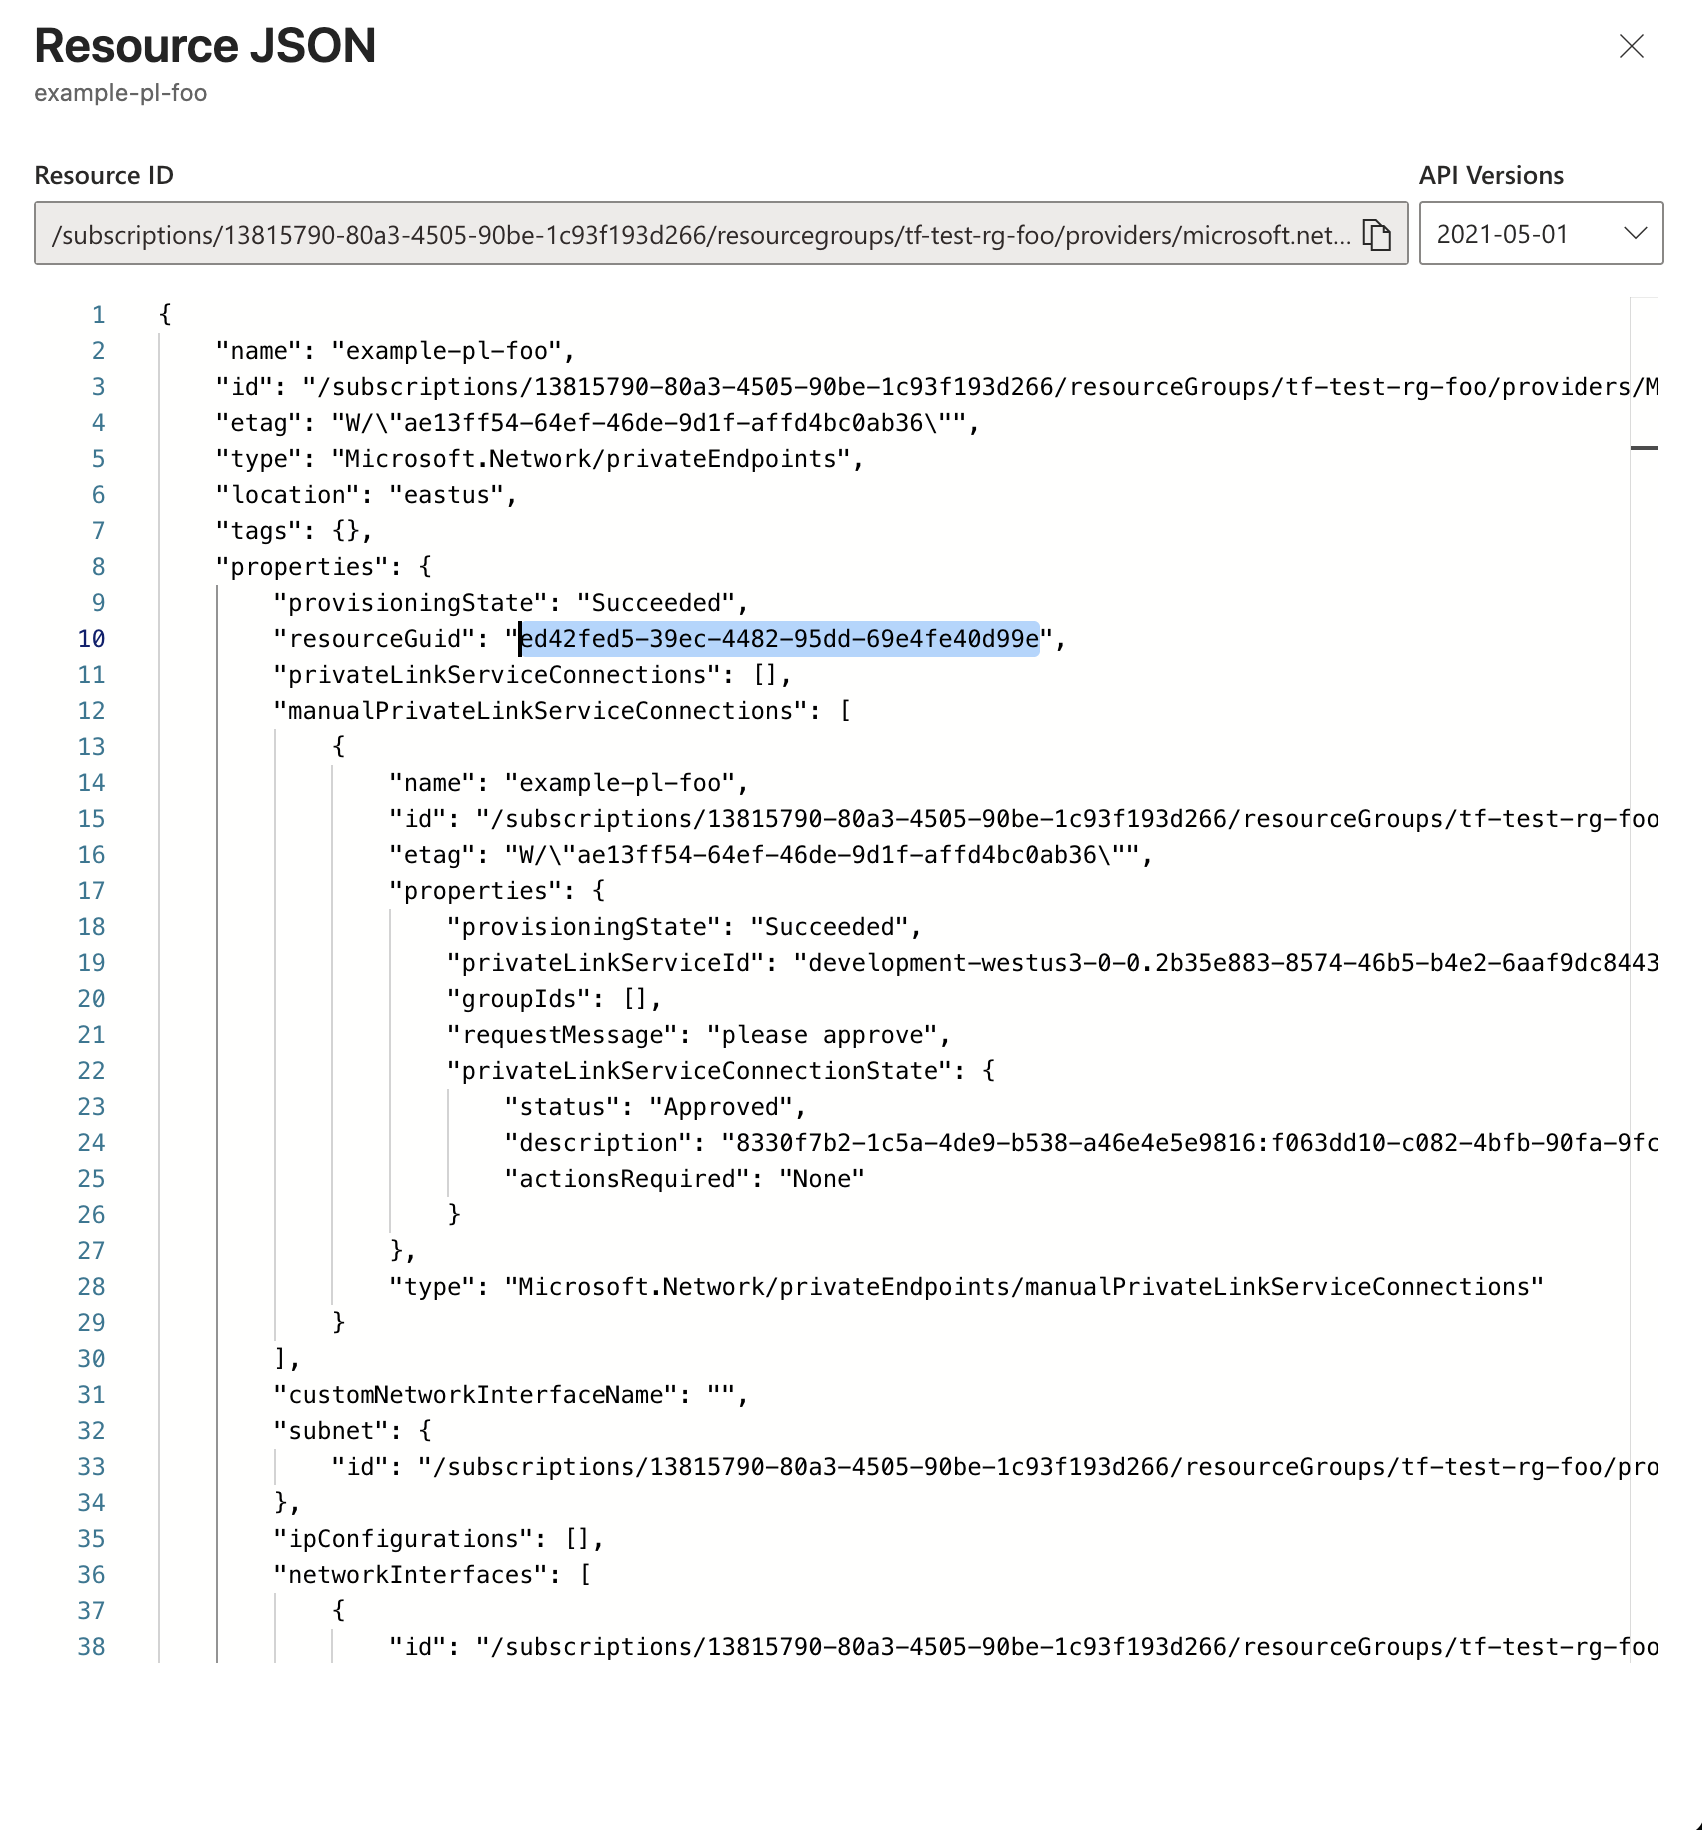 Resource JSON
example-pl-foo
Resource ID
API Versions
/subscriptions/13815790-80a3-4505-90be-1c93f193d266/resourcegroups/tf-test-rg-foo/providers/microsoft.net...
2021-05-01
1 {
2 "name": "example-pl-foo",
3 "id": "/subscriptions/13815790-80a3-4505-90be-1c93f193d266/resourceGroups/tf-test-rg-foo/providers/M
4 "etag": "W/\"ae13ff54-64ef-46de-9d1f-affd4bc0ab36\"",
5 "type": "Microsoft.Network/privateEndpoints",
6 "location": "eastus",
7 "tags": {},
8 "properties": {
9 "provisioningState": "Succeeded",
10 "resourceGuid": "ed42fed5-39ec-4482-95dd-69e4fe40d99e",
11 "privateLinkServiceConnections": [],
12 "manualPrivateLinkServiceConnections": [
13 {
14 "name": "example-pl-foo",
15 "id": "/subscriptions/13815790-80a3-4505-90be-1c93f193d266/resourceGroups/tf-test-rg-foo
16 "etag": "W/\"ae13ff54-64ef-46de-9d1f-affd4bc0ab36\"",
17 "properties": {
18 "provisioningState": "Succeeded",
19 "privateLinkServiceId": "development-westus3-0-0.2b35e883-8574-46b5-b4e2-6aaf9dc8443
20 "groupIds": [],
21 "requestMessage": "please approve",
22 "privateLinkServiceConnectionState": {
23 "status": "Approved",
24 "description": "8330f7b2-1c5a-4de9-b538-a46e4e5e9816:f063dd10-c082-4bfb-90fa-9fc
25 "actionsRequired": "None"
26 }
27 },
28 "type": "Microsoft.Network/privateEndpoints/manualPrivateLinkServiceConnections"
29 }
30 ],
31 "customNetworkInterfaceName": "",
32 "subnet": {
33 "id": "/subscriptions/13815790-80a3-4505-90be-1c93f193d266/resourceGroups/tf-test-rg-foo/pro
34 },
35 "ipConfigurations": [],
36 "networkInterfaces": [
37 {
38 "id": "/subscriptions/13815790-80a3-4505-90be-1c93f193d266/resourceGroups/tf-test-rg-foo